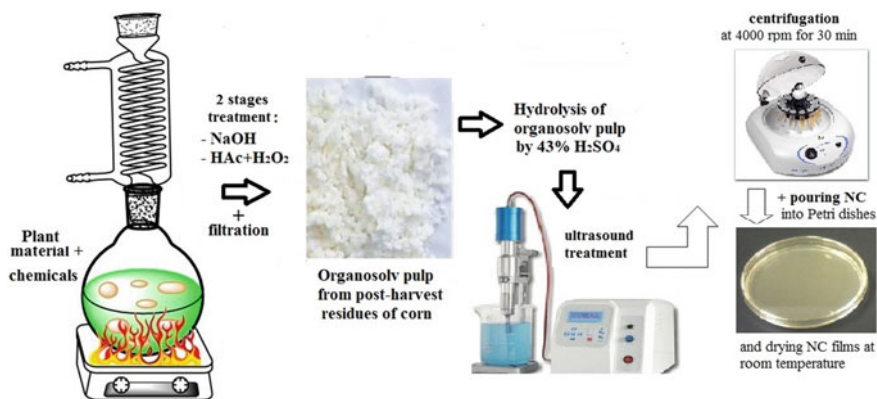 Plant
material +
chemicals
2 stages
treatment :
- NaOH
- HAc+H₂O₂
+
filtration
Organosolv pulp
from post-harvest
residues of corn
Hydrolysis of
organosolv pulp
by 43% H₂SO₄
ultrasound
treatment
centrifugation
at 4000 rpm for 30 min
+ pouring NC
into Petri dishes
and drying NC films at
room temperature